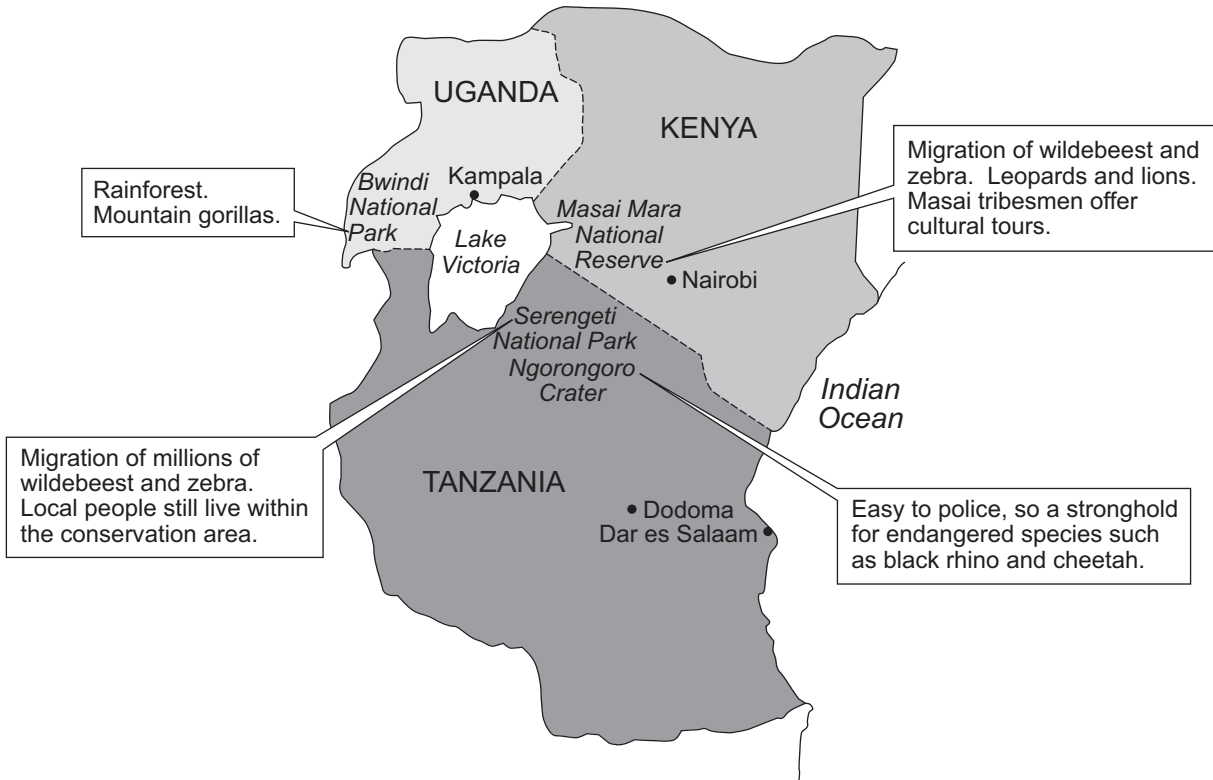 UGANDA
KENYA
Migration of wildebeest and
zebra.  Leopards and lions.
Masai tribesmen offer
cultural tours.
Rainforest.
Mountain gorillas.
Bwindi
National
Park
Kampala
Lake
Victoria
Masai Mara
National
Reserve
Nairobi
Serengeti
National Park
Ngorongoro
Crater
Indian
Ocean
Migration of millions of
wildebeest and zebra.
Local people still live within
the conservation area.
TANZANIA
Dodoma
Dar es Salaam
Easy to police, so a stronghold
for endangered species such
as black rhino and cheetah.